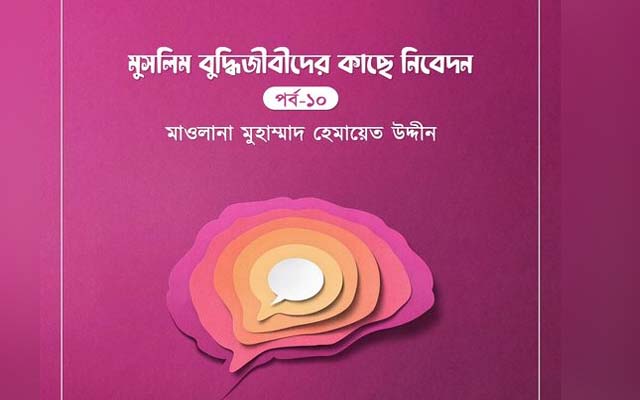 মুসলিম বুদ্ধিজীবীদের কাছে নিবেদন
পর্ব-১০
মাওলানা মুহাম্মাদ হেমায়েত উদ্দীন